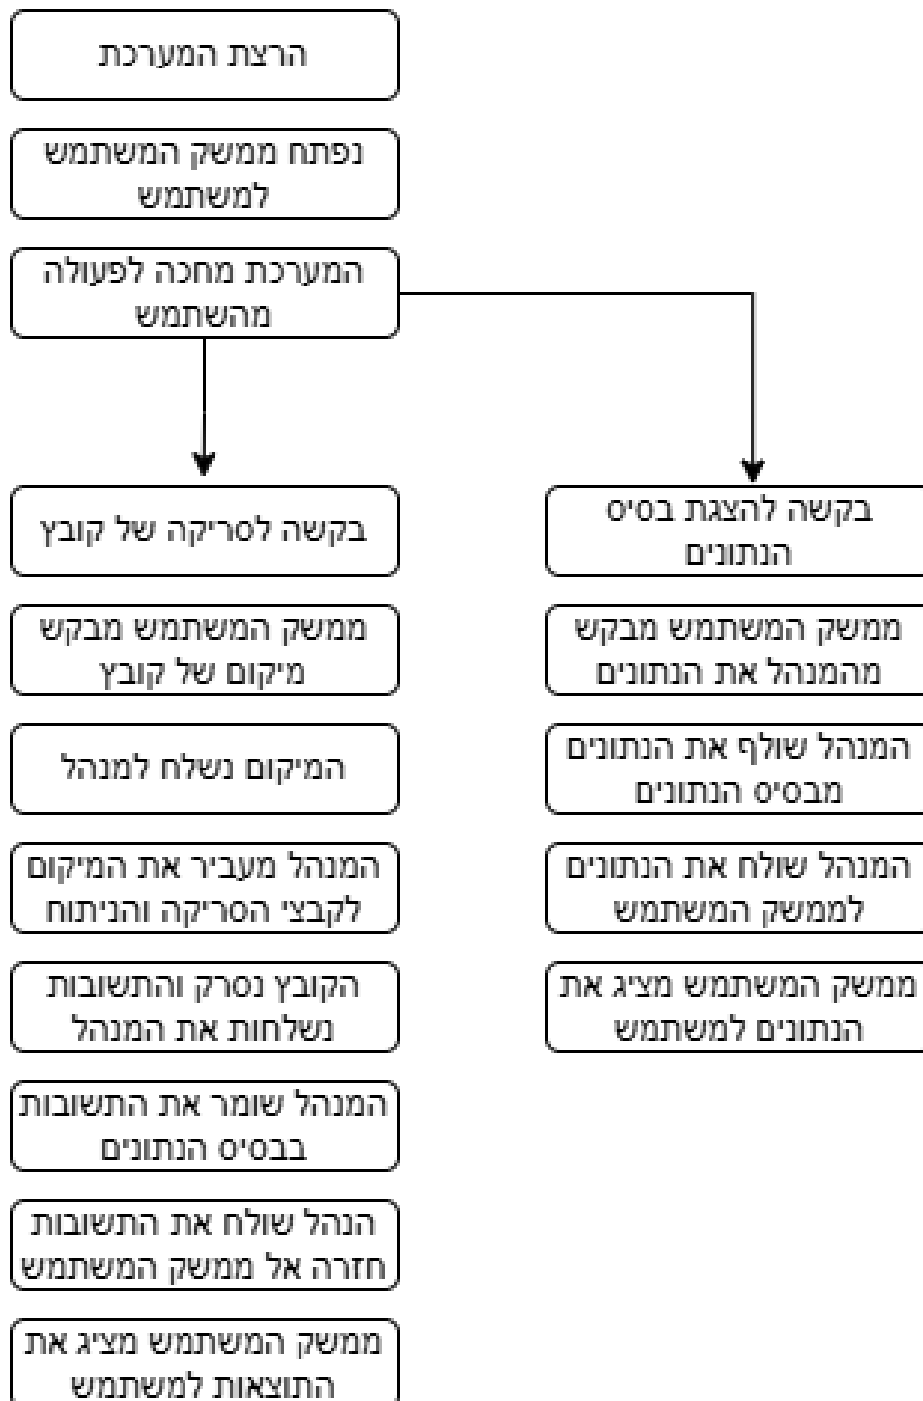 הרצת המערכת
נפתח ממשק המשתמש
למשתמש
המערכת מחכה לפעולה
מהשתמש
בקשה לסריקה של קובץ
ממשק המשתמש מבקש
מיקום של קובץ
המיקום נשלח למנהל
המנהל מעביר את המיקום
לקבצי הסריקה והניתוח
הקובץ נסרק והתשובות
נשלחות את המנהל
המנהל שומר את התשובות
בבסיס הנתונים
הנהל שולח את התשובות
חזרה אל ממשק המשתמש
ממשק המשתמש מציג את
התוצאות למשתמש
בקשה להצגת בסיס
הנתונים
ממשק המשתמש מבקש
מהמנהל את הנתונים
המנהל שולף את הנתונים
מבסיס הנתונים
המנהל שולח את הנתונים
לממשק המשתמש
ממשק המשתמש מציג את
הנתונים למשתמש